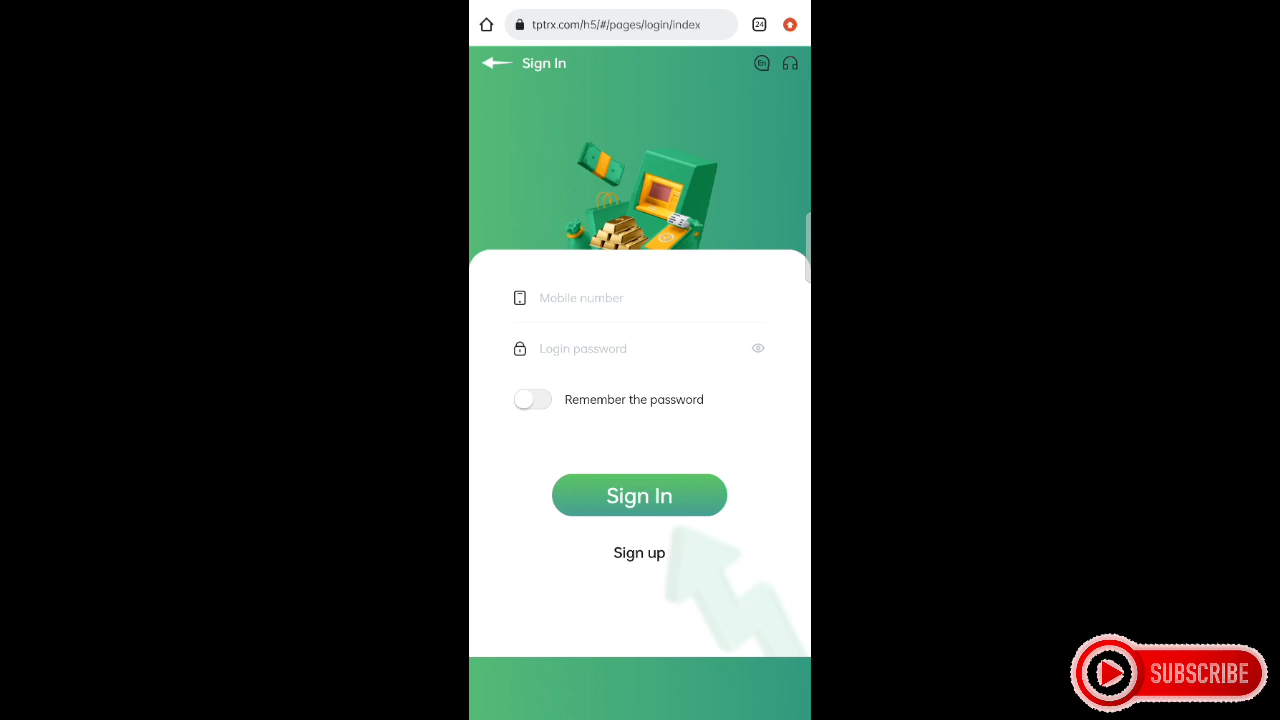 tptrx.com/h5/#/pages/login/index
24
Sign In
En
Mobile number
Login password
Remember the password
Sign In
Sign up
SUBSCRIBE